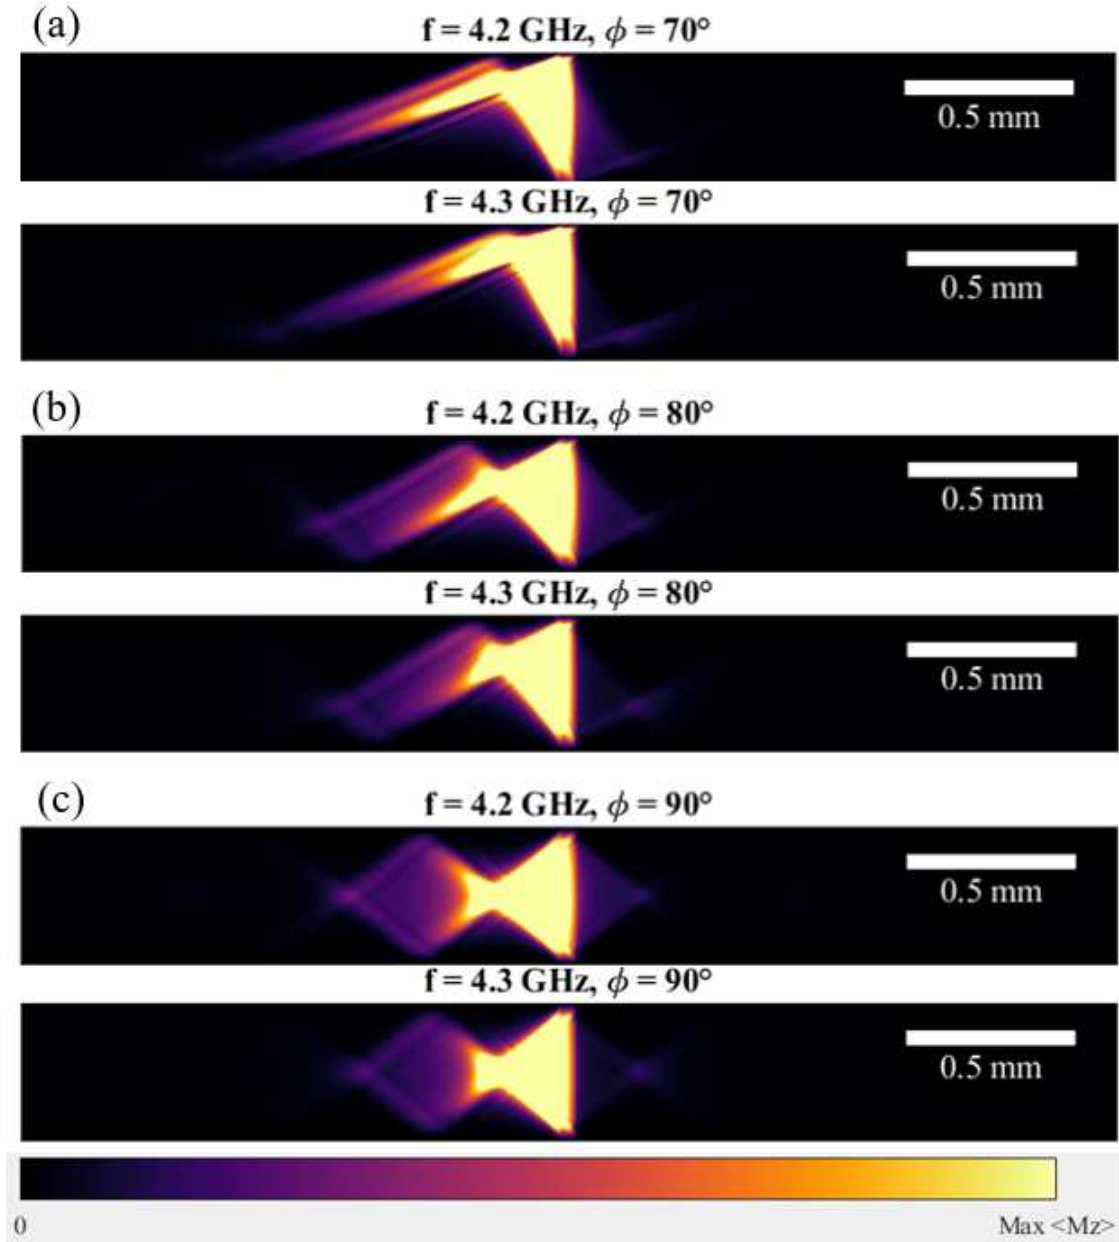 (a)
f = 4.2 GHz, ϕ = 70°
0.5 mm
f = 4.3 GHz, ϕ = 70°
0.5 mm
(b)
f = 4.2 GHz, ϕ = 80°
0.5 mm
f = 4.3 GHz, ϕ = 80°
0.5 mm
(c)
f = 4.2 GHz, ϕ = 90°
0.5 mm
f = 4.3 GHz, ϕ = 90°
0.5 mm
0 Max <Mz>